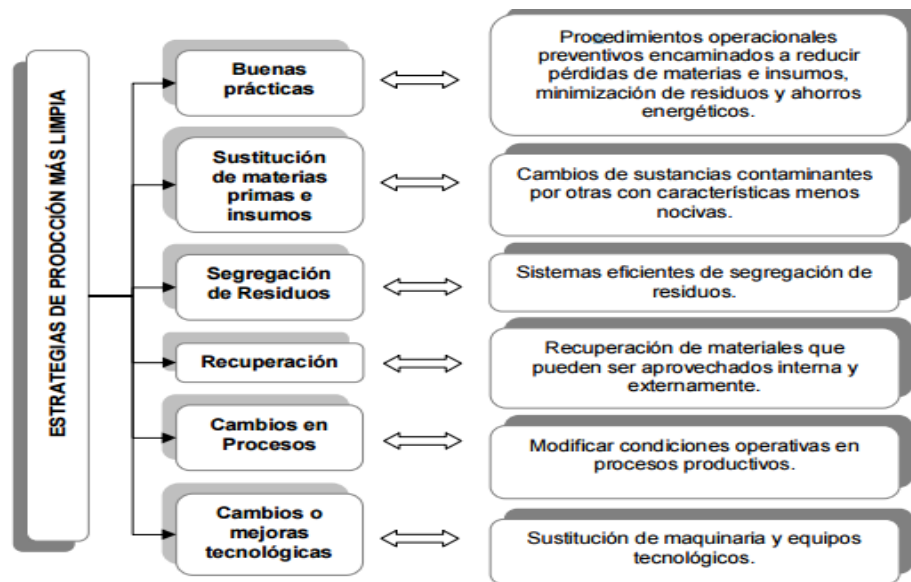 ESTRATEGIAS DE PRODCCIÓN MÁS LIMPIA
Buenas
prácticas
Procedimientos operacionales
preventivos encaminados a reducir
pérdidas de materias e insumos,
minimización de residuos y ahorros
energéticos.
Sustitución
de materias
primas e
insumos
Cambios de sustancias contaminantes
por otras con características menos
nocivas.
Segregación
de Residuos
Sistemas eficientes de segregación de
residuos.
Recuperación
Recuperación de materiales que
pueden ser aprovechados interna y
externamente.
Cambios en
Procesos
Modificar condiciones operativas en
procesos productivos.
Cambios o
mejoras
tecnológicas
Sustitución de maquinaria y equipos
tecnológicos.